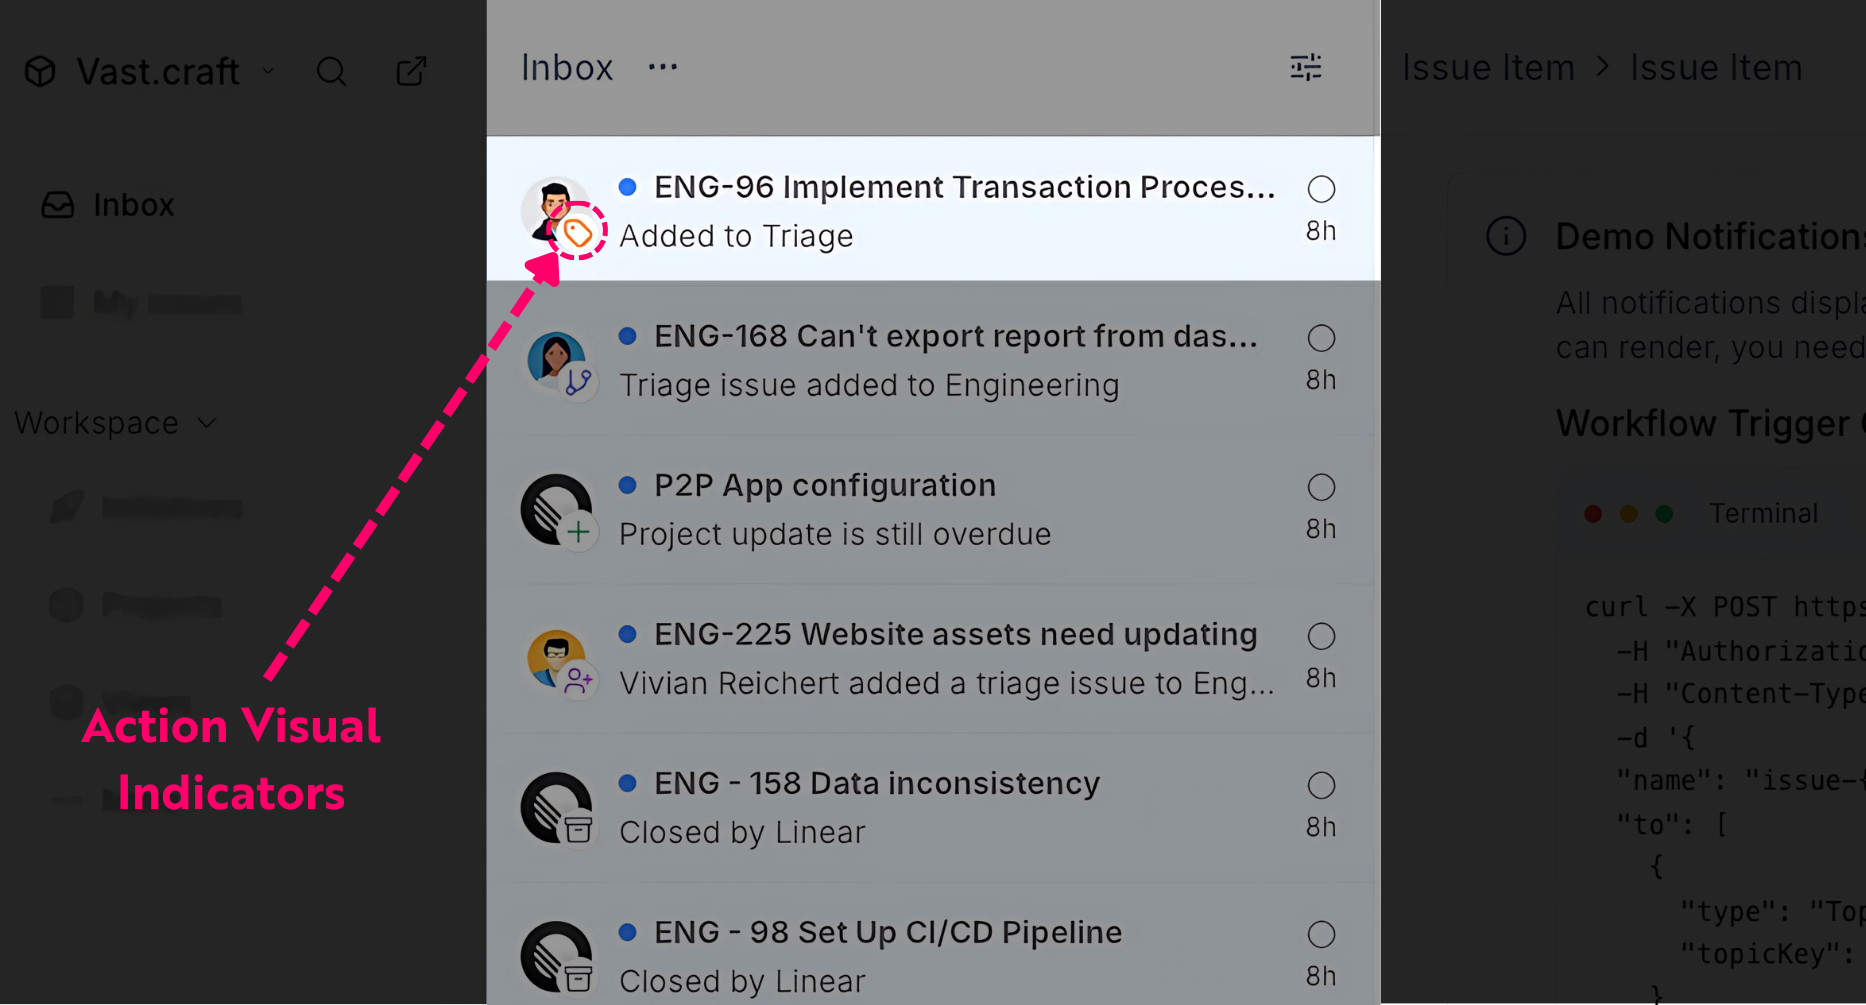 Vast.craft
Inbox
Workspace
Action Visual
Indicators
Inbox ...
ENG-96 Implement Transaction Proces...
Added to Triage
8h
ENG-168 Can't export report from das...
Triage issue added to Engineering
8h
P2P App configuration
Project update is still overdue
8h
ENG-225 Website assets need updating
Vivian Reichert added a triage issue to Eng...
8h
ENG - 158 Data inconsistency
Closed by Linear
8h
ENG - 98 Set Up CI/CD Pipeline
Closed by Linear
8h
Issue Item > Issue Item
Demo Notifications
All notifications displa
can render, you need
Workflow Trigger
Terminal
curl -X POST https
-H "Authorizatio
-H "Content-Type
-d '{
"name": "issue-{
"to": [
{
"type": "Top
"topicKey":
}